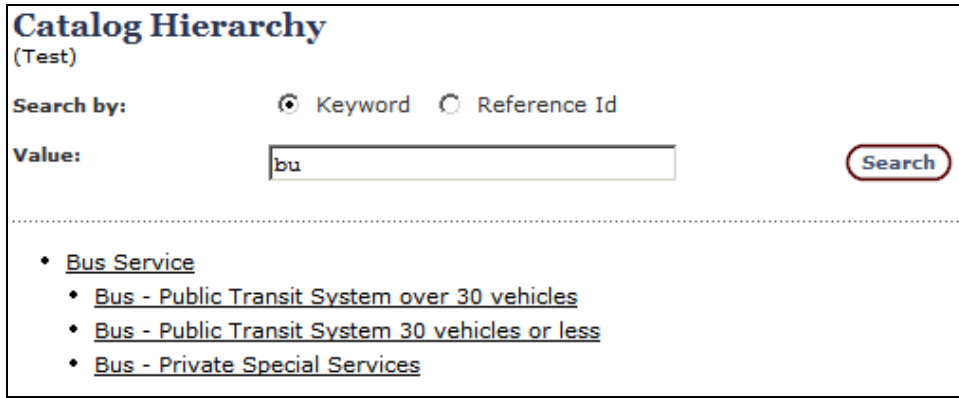 Catalog Hierarchy
(Test)
Search by: Keyword Reference Id
Value: bu Search
• Bus Service
• Bus - Public Transit System over 30 vehicles
• Bus - Public Transit System 30 vehicles or less
• Bus - Private Special Services